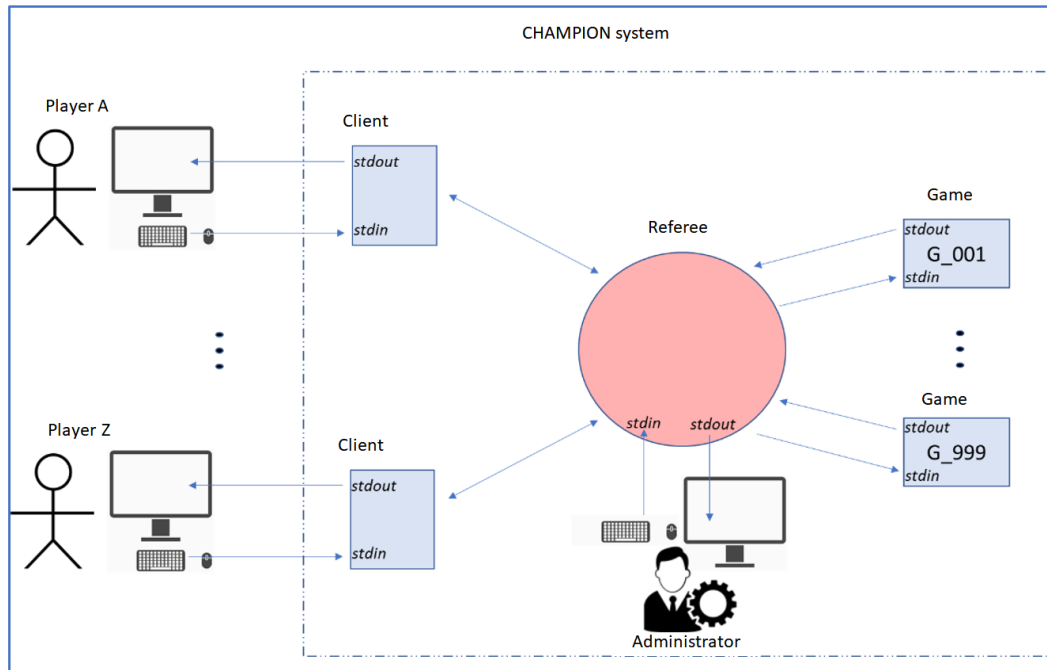 CHAMPION system
Player A
Client
stdout
stdin
Referee
Game
stdout
G_001
stdin
Game
stdout
G_999
stdin
Player Z
Client
stdout
stdin
stdin
stdout
Administrator